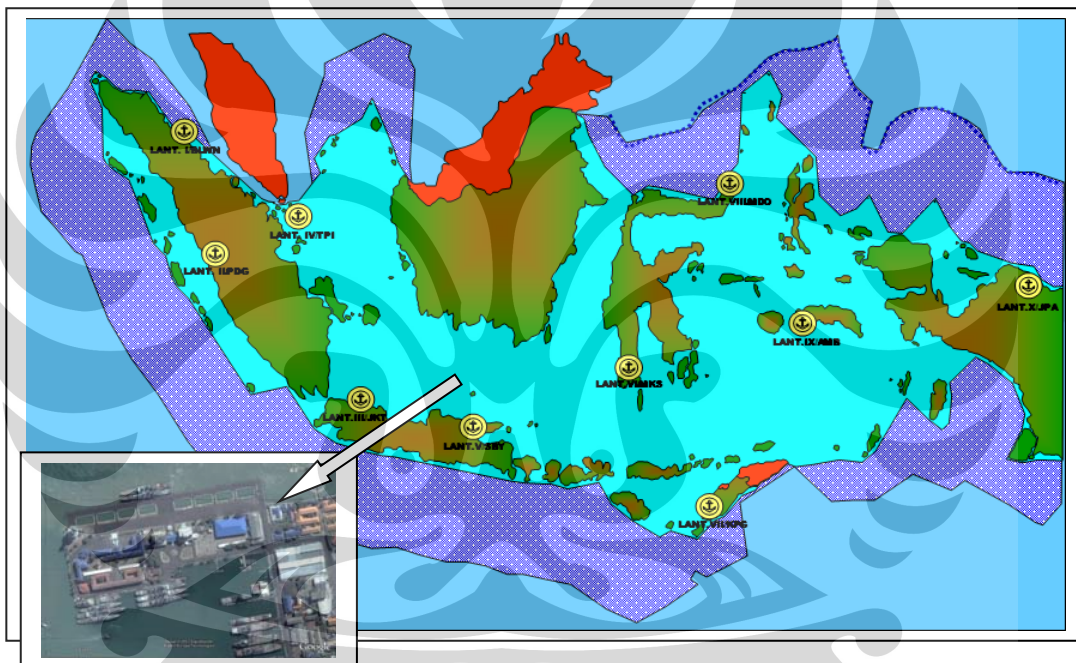 LANT. I/BLWN
LANT. VIII/MDO
LANT. IV/TPI
LANT. II/PDG
LANT.X/JPA
LANT.IX/AMB
LANT.VI/MKS
LANT.III/JKT
LANT.V/SBY
LANT.VII/KPG
Google